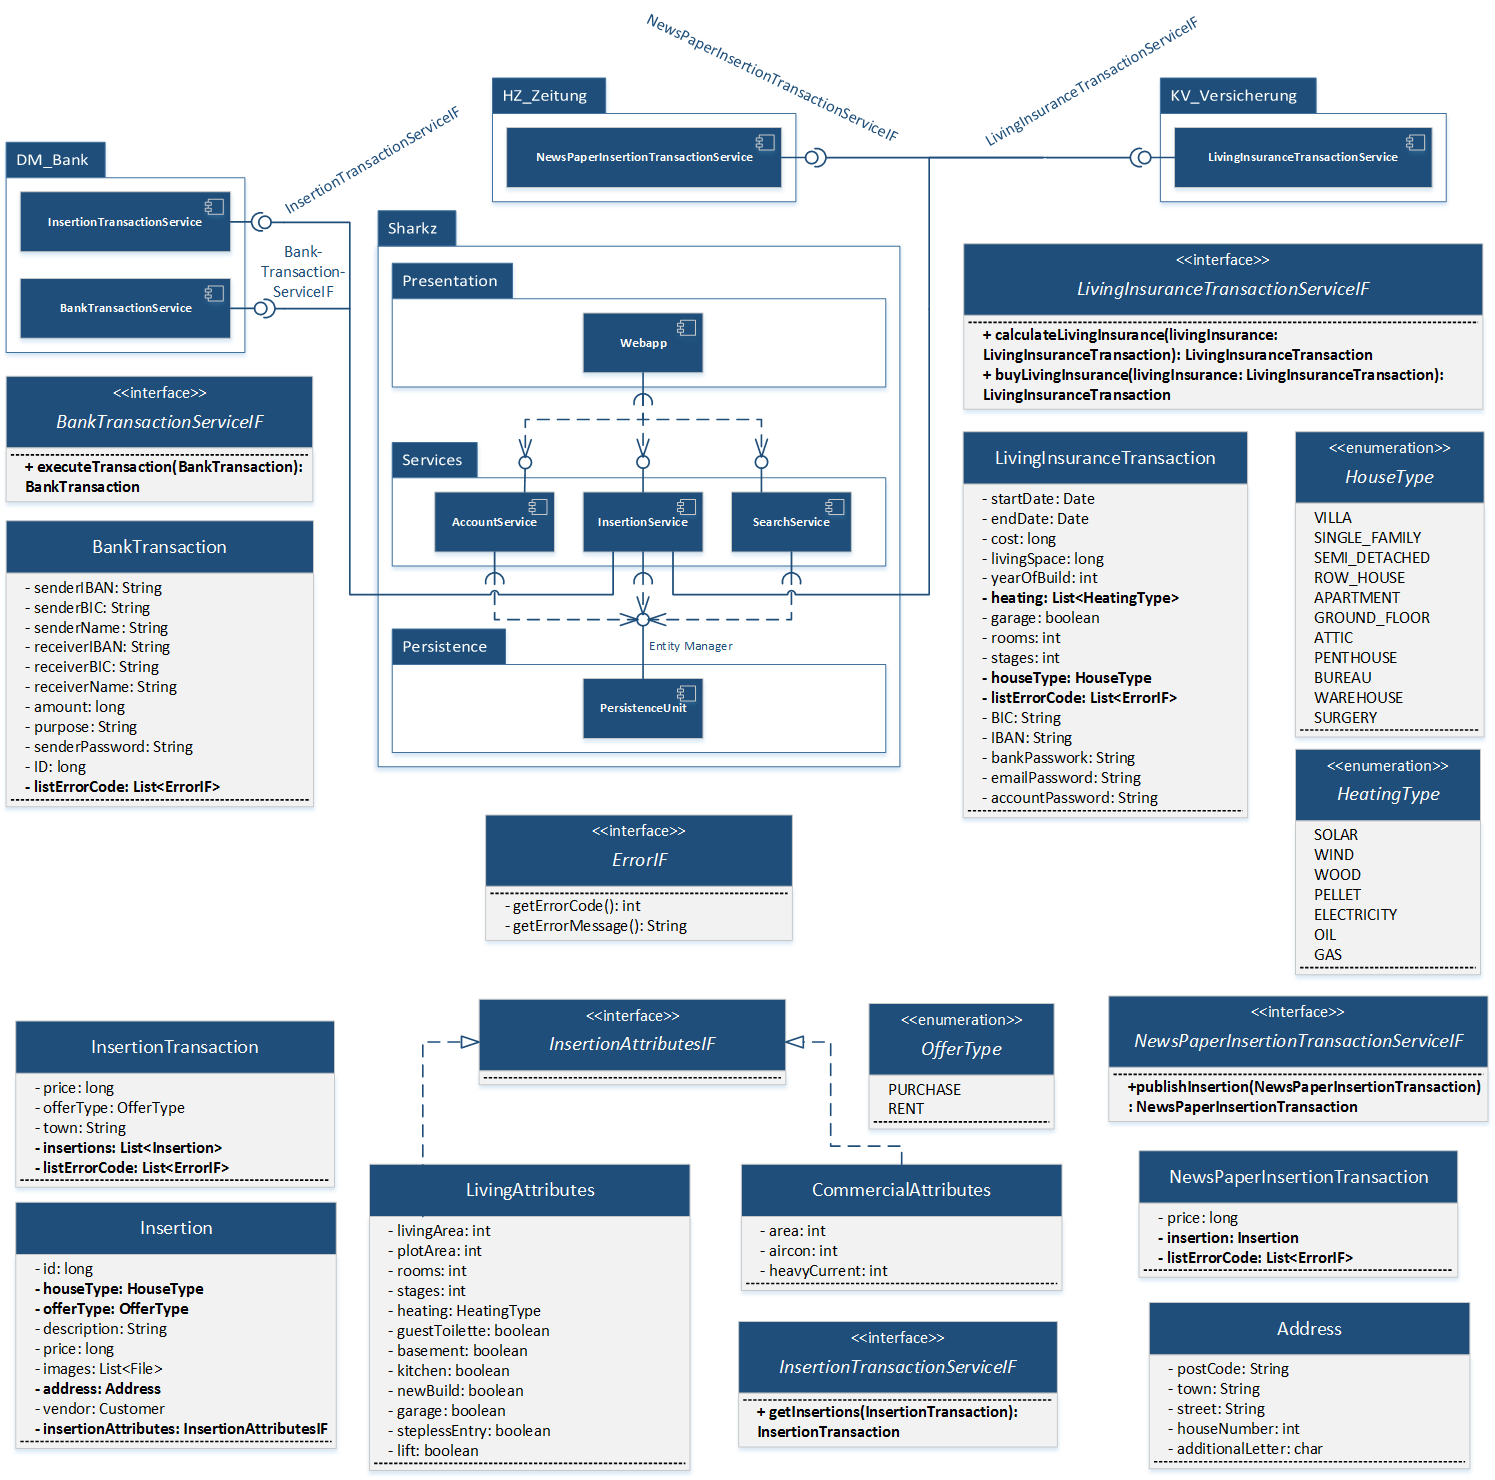 NewsPaperInsertionTransactionServiceIF
LivingInsuranceTransactionServiceIF
HZ_Zeitung
NewsPaperInsertionTransactionService
KV_Versicherung
LivingInsuranceTransactionService
DM_Bank
InsertionTransactionService
BankTransactionService
InsertionTransactionServiceIF
Bank-
Transaction-
ServiceIF
Sharkz
Presentation
Webapp
Services
AccountService
InsertionService
SearchService
Persistence
Entity Manager
PersistenceUnit
<<interface>>
BankTransactionServiceIF
+ executeTransaction(BankTransaction):
BankTransaction
BankTransaction
- senderIBAN: String
- senderBIC: String
- senderName: String
- receiverIBAN: String
- receiverBIC: String
- receiverName: String
- amount: long
- purpose: String
- senderPassword: String
- ID: long
- listErrorCode: List<ErrorIF>
<<interface>>
LivingInsuranceTransactionServiceIF
+ calculateLivingInsurance(livingInsurance:
LivingInsuranceTransaction): LivingInsuranceTransaction
+ buyLivingInsurance(livingInsurance: LivingInsuranceTransaction):
LivingInsuranceTransaction
LivingInsuranceTransaction
- startDate: Date
- endDate: Date
- cost: long
- livingSpace: long
- yearOfBuild: int
- heating: List<HeatingType>
- garage: boolean
- rooms: int
- stages: int
- houseType: HouseType
- listErrorCode: List<ErrorIF>
- BIC: String
- IBAN: String
- bankPasswork: String
- emailPassword: String
- accountPassword: String
<<enumeration>>
HouseType
VILLA
SINGLE_FAMILY
SEMI_DETACHED
ROW_HOUSE
APARTMENT
GROUND_FLOOR
ATTIC
PENTHOUSE
BUREAU
WAREHOUSE
SURGERY
<<enumeration>>
HeatingType
SOLAR
WIND
WOOD
PELLET
ELECTRICITY
OIL
GAS
<<interface>>
ErrorIF
- getErrorCode(): int
- getErrorMessage(): String
InsertionTransaction
- price: long
- offerType: OfferType
- town: String
- insertions: List<Insertion>
- listErrorCode: List<ErrorIF>
Insertion
- id: long
- houseType: HouseType
- offerType: OfferType
- description: String
- price: long
- images: List<File>
- address: Address
- vendor: Customer
- insertionAttributes: InsertionAttributesIF
<<interface>>
InsertionAttributesIF
LivingAttributes
- livingArea: int
- plotArea: int
- rooms: int
- stages: int
- heating: HeatingType
- guestToilette: boolean
- basement: boolean
- kitchen: boolean
- newBuild: boolean
- garage: boolean
- steplessEntry: boolean
- lift: boolean
<<enumeration>>
OfferType
PURCHASE
RENT
CommercialAttributes
- area: int
- aircon: int
- heavyCurrent: int
<<interface>>
InsertionTransactionServiceIF
+ getInsertions(InsertionTransaction):
InsertionTransaction
<<interface>>
NewsPaperInsertionTransactionServiceIF
+publishInsertion(NewsPaperInsertionTransaction)
: NewsPaperInsertionTransaction
NewsPaperInsertionTransaction
- price: long
- insertion: Insertion
- listErrorCode: List<ErrorIF>
Address
- postCode: String
- town: String
- street: String
- houseNumber: int
- additionalLetter: char